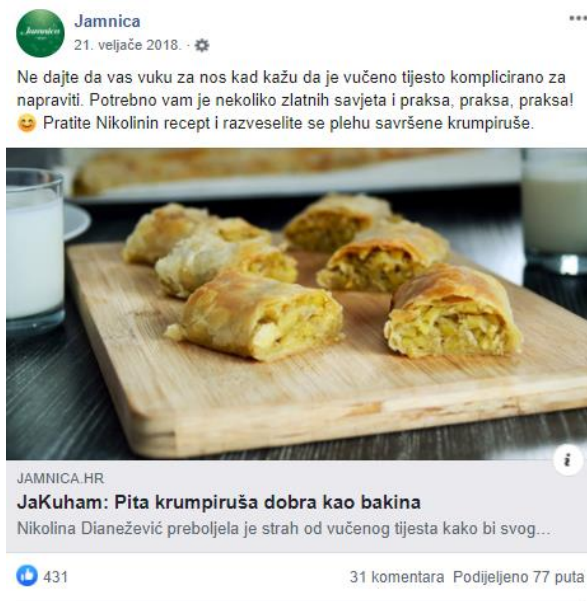 Jamnica
Jamnica
21. veljače 2018. ·
Ne dajte da vas vuku za nos kad kažu da je vučeno tijesto komplicirano za
napraviti. Potrebno vam je nekoliko zlatnih savjeta i praksa, praksa, praksa!
😊 Pratite Nikolinin recept i razveselite se plehu savršene krumpiruše.
i
JAMNICA.HR
JaKuham: Pita krumpiruša dobra kao bakina
Nikolina Dianežević preboljela je strah od vučenog tijesta kako bi svog...
431 31 komentara Podijeljeno 77 puta